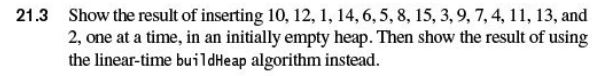 21.3 Show the result of inserting 10, 12, 1, 14, 6, 5, 8, 15, 3, 9, 7, 4, 11, 13, and
2, one at a time, in an initially empty heap. Then show the result of using
the linear-time buildHeap algorithm instead.